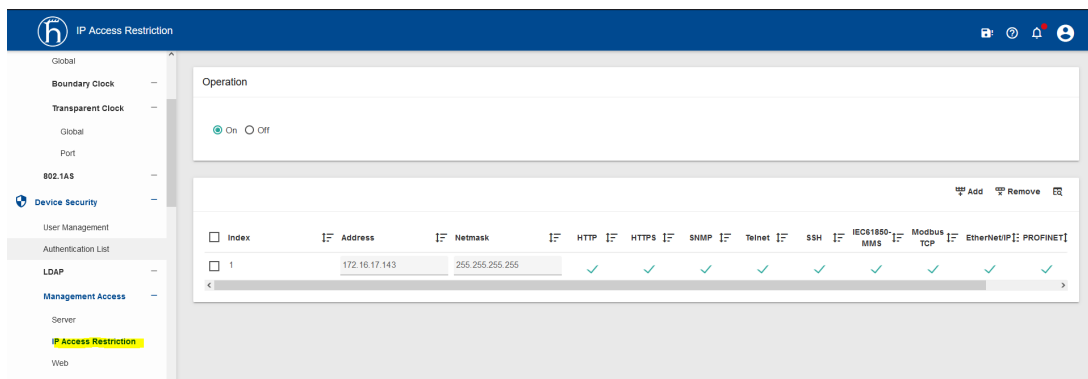 IP Access Restriction
Global
Boundary Clock
Transparent Clock
Global
Port
802.1AS
Device Security
User Management
Authentication List
LDAP
Management Access
Server
IP Access Restriction
Web
Operation
On Off
Add Remove
Index Address Netmask HTTP HTTPS SNMP Telnet SSH IEC61850-MMS Modbus TCP EtherNet/IP PROFINET
1 172.16.17.143 255.255.255.255